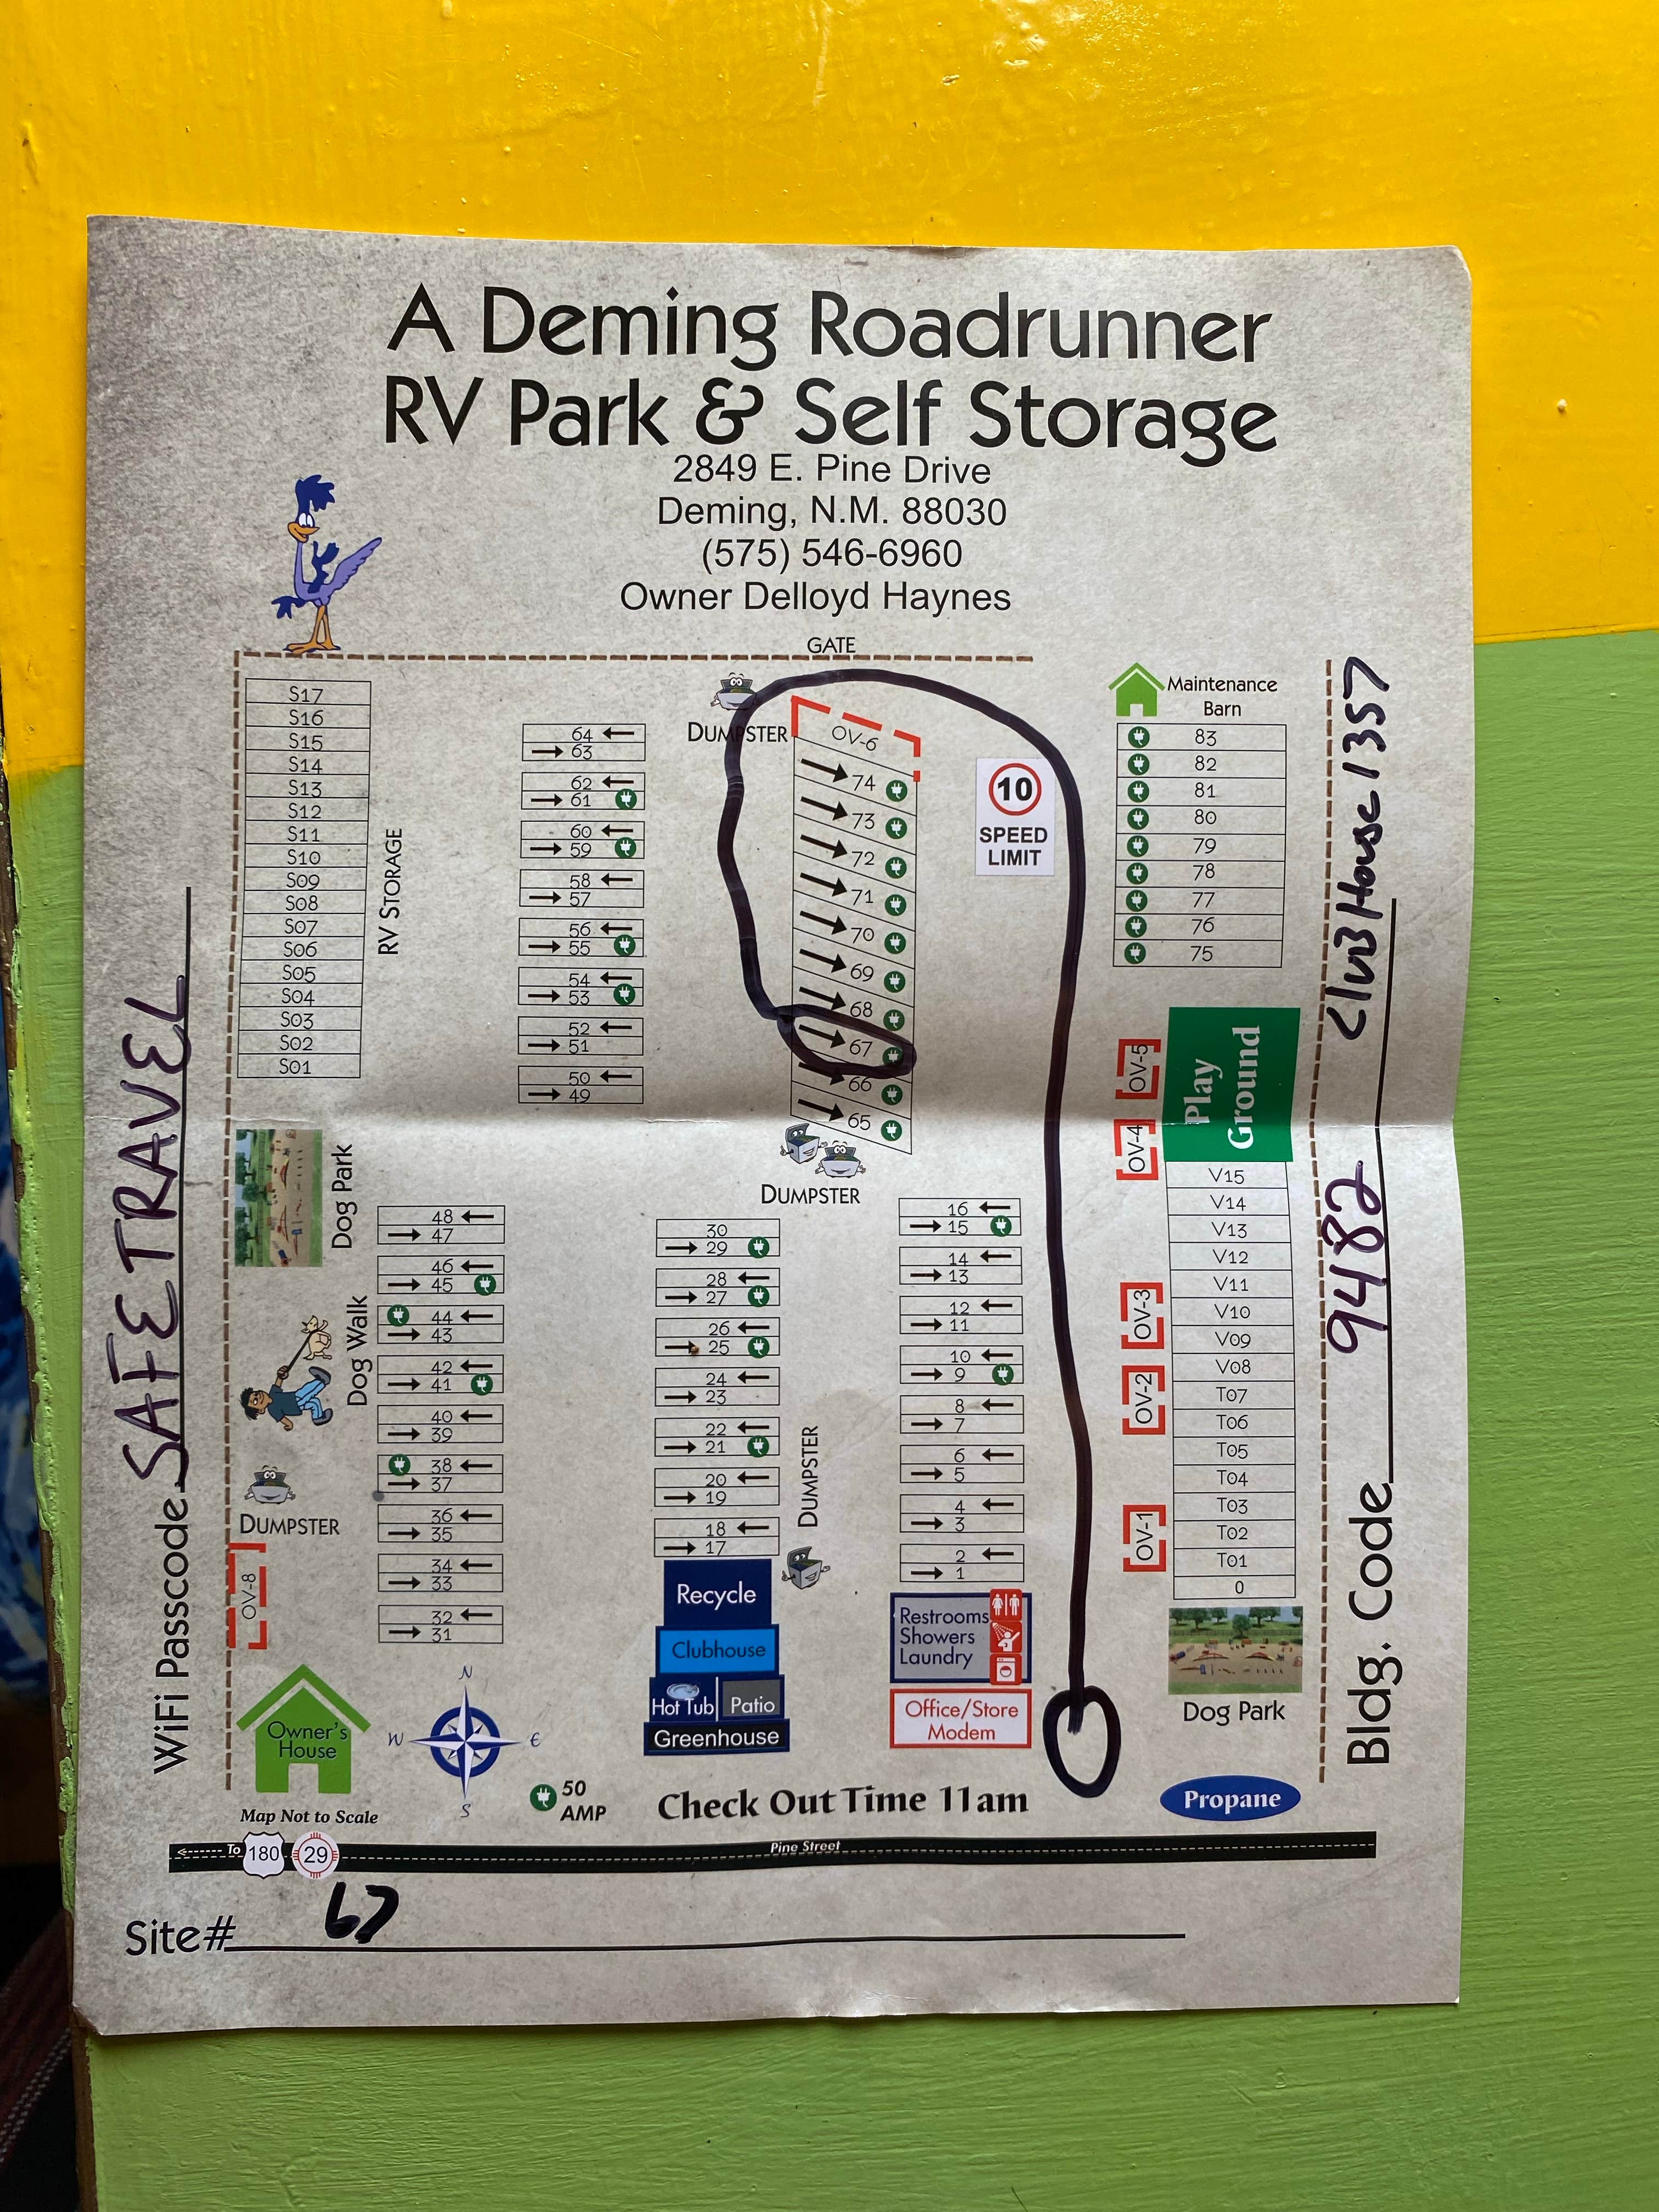 A Deming Roadrunner
RV Park & Self Storage
2849 E. Pine Drive
Deming, N.M. 88030
(575) 546-6960
Owner Delloyd Haynes
GATE
S17
S16
S15
S14
S13
S12
S11
S10
S09
S08
S07
S06
S05
S04
S03
S02
S01
RV STORAGE
64
63
62
61
60
59
58
57
56
55
54
53
52
51
50
49
DUMPSTER
OV-6
74
73
72
71
70
69
68
67
66
65
DUMPSTER
10
SPEED
LIMIT
Maintenance
Barn
83
82
81
80
79
78
77
76
75
OV-5
OV-4
Play
Ground
V15
V14
V13
V12
V11
V10
V09
V08
T07
T06
T05
T04
T03
T02
T01
0
OV-3
OV-2
OV-1
Dog Park
Dog Park
Dog Walk
DUMPSTER
OV-8
48
47
46
45
44
43
42
41
40
39
38
37
36
35
34
33
32
31
30
29
28
27
26
25
24
23
22
21
20
19
18
17
DUMPSTER
16
15
14
13
12
11
10
9
8
7
6
5
4
3
2
1
Recycle
Clubhouse
Hot Tub
Patio
Greenhouse
Restrooms
Showers
Laundry
Office/Store
Modem
Owner's
House
Map Not to Scale
N
W
E
S
50
AMP
Check Out Time 11am
Propane
To
180
29
Pine Street
Site# 67
WiFi Passcode SAFETRAVEL
Bldg. Code 9482 CluB House 1357